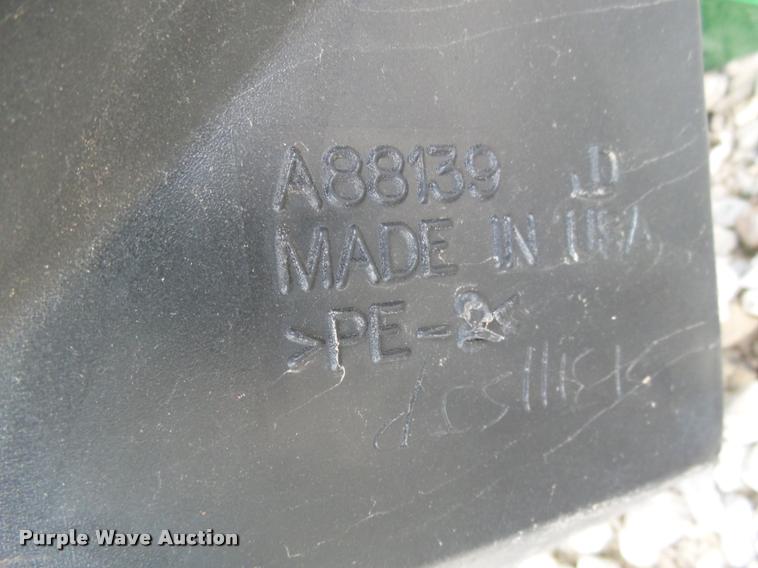 A88139 JD
MADE IN USA
>PE-
Purple Wave Auction